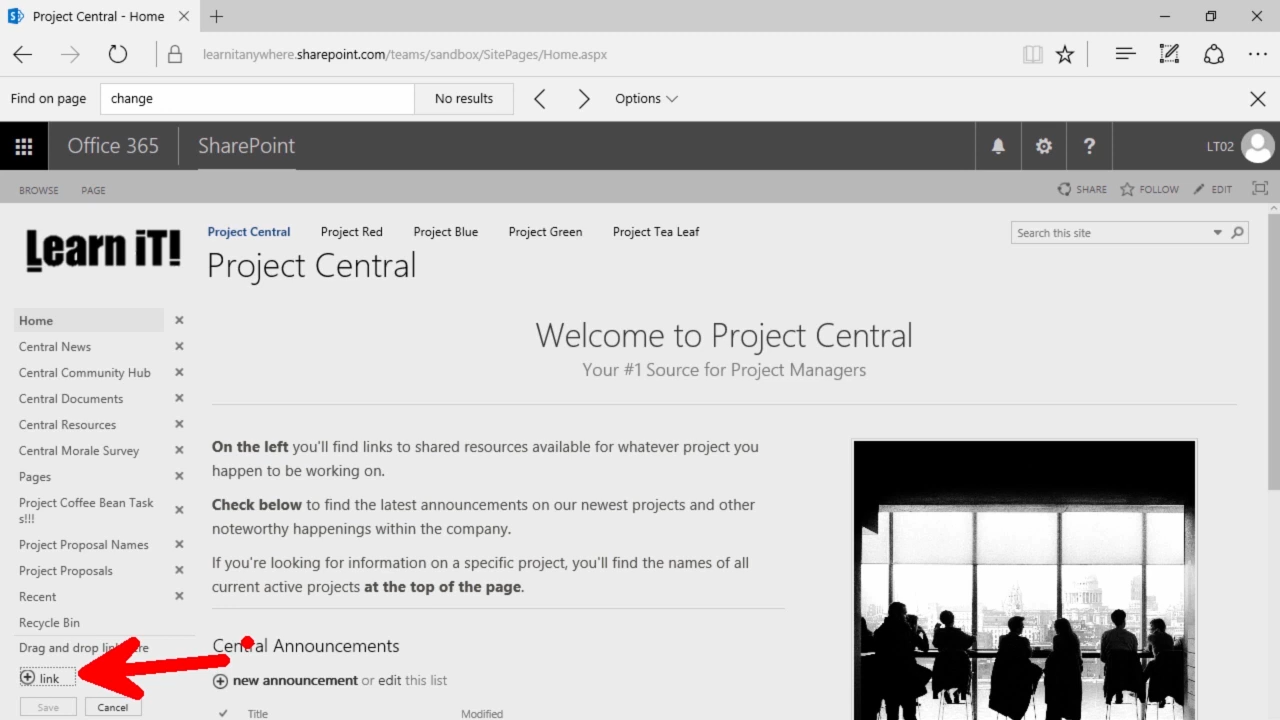 Project Central - Home
learnitanywhere.sharepoint.com/teams/sandbox/SitePages/Home.aspx
Find on page change No results Options
Office 365 SharePoint ? LT02
BROWSE PAGE SHARE FOLLOW EDIT
Learn iT!
Project Central Project Red Project Blue Project Green Project Tea Leaf
Search this site
Project Central
Home
Central News
Central Community Hub
Central Documents
Central Resources
Central Morale Survey
Pages
Project Coffee Bean Task
s!!!
Project Proposal Names
Project Proposals
Recent
Recycle Bin
Drag and drop link here
link
Save Cancel
Welcome to Project Central
Your #1 Source for Project Managers
On the left you'll find links to shared resources available for whatever project you
happen to be working on.
Check below to find the latest announcements on our newest projects and other
noteworthy happenings within the company.
If you're looking for information on a specific project, you'll find the names of all
current active projects at the top of the page.
Central Announcements
new announcement or edit this list
Title Modified